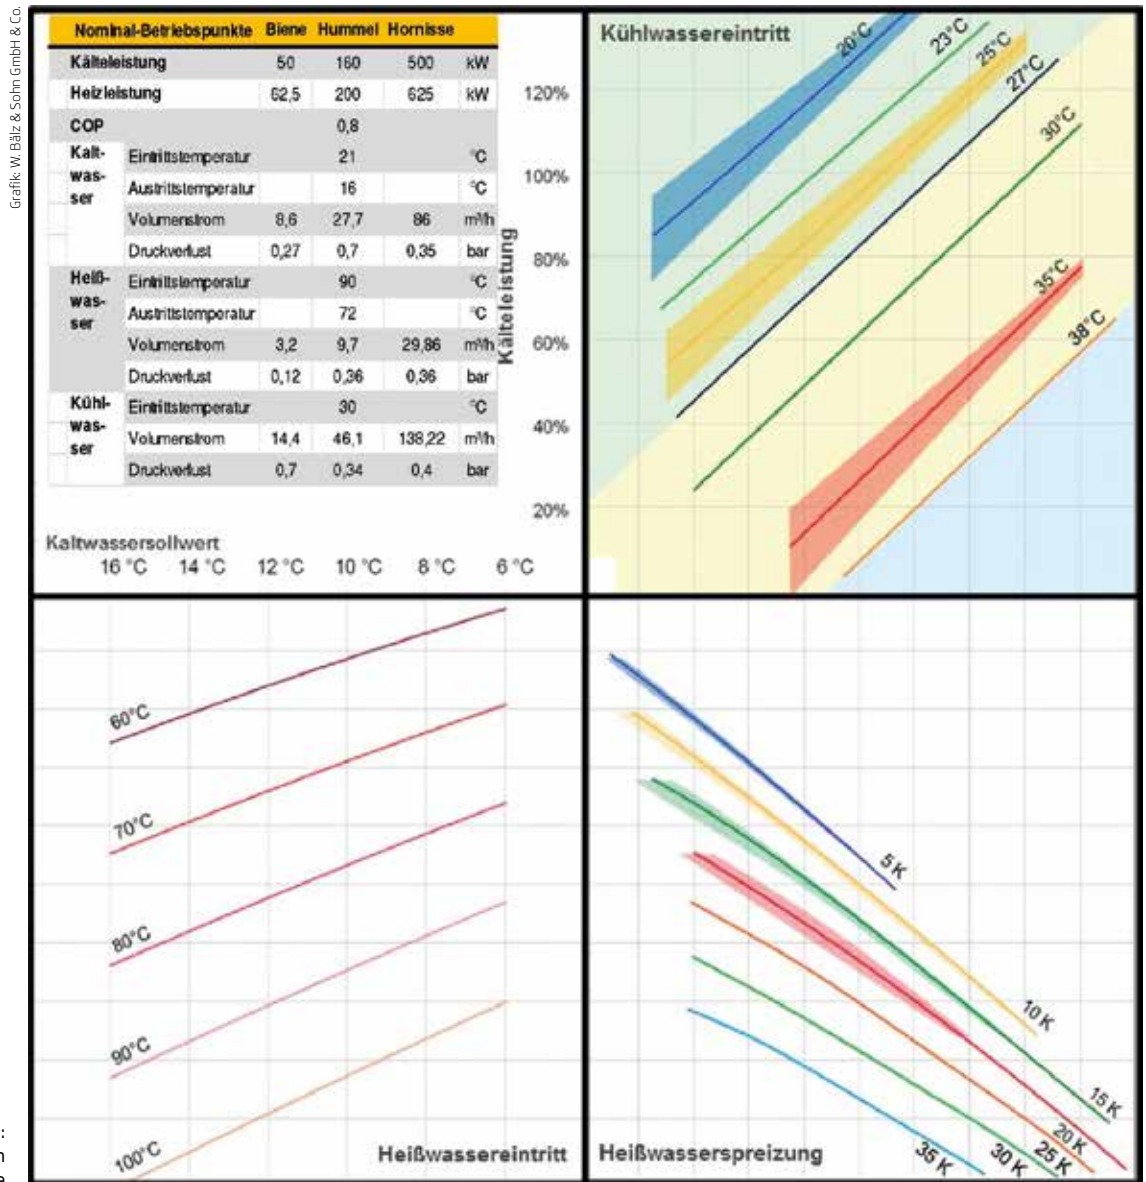 Grafik: W. Bälz & Sohn GmbH & Co.
Nominal-Betriebspunkte Biene Hummel Hornisse
Kälteleistung 50 160 500 kW
Heizleistung 62,5 200 625 kW
COP 0,8
Kalt-
was-
ser
Eintrittstemperatur 21 °C
Austrittstemperatur 16 °C
Volumenstrom 8,6 27,7 86 m³/h
Druckverlust 0,27 0,7 0,35 bar
Heiß-
was-
ser
Eintrittstemperatur 90 °C
Austrittstemperatur 72 °C
Volumenstrom 3,2 9,7 29,86 m³/h
Druckverlust 0,12 0,36 0,36 bar
Kühl-
was-
ser
Eintrittstemperatur 30 °C
Volumenstrom 14,4 46,1 138,22 m³/h
Druckverlust 0,7 0,34 0,4 bar
Kälteleistung
120%
100%
80%
60%
40%
20%
Kaltwassersollwert
16 °C 14 °C 12 °C 10 °C 8 °C 6 °C
Kühlwassereintritt
20°C
23°C
25°C
27°C
30°C
35°C
38°C
60°C
70°C
80°C
90°C
100°C
Heißwassereintritt
5 K
10 K
15 K
20 K
25 K
30 K
35 K
Heißwasserspreizung